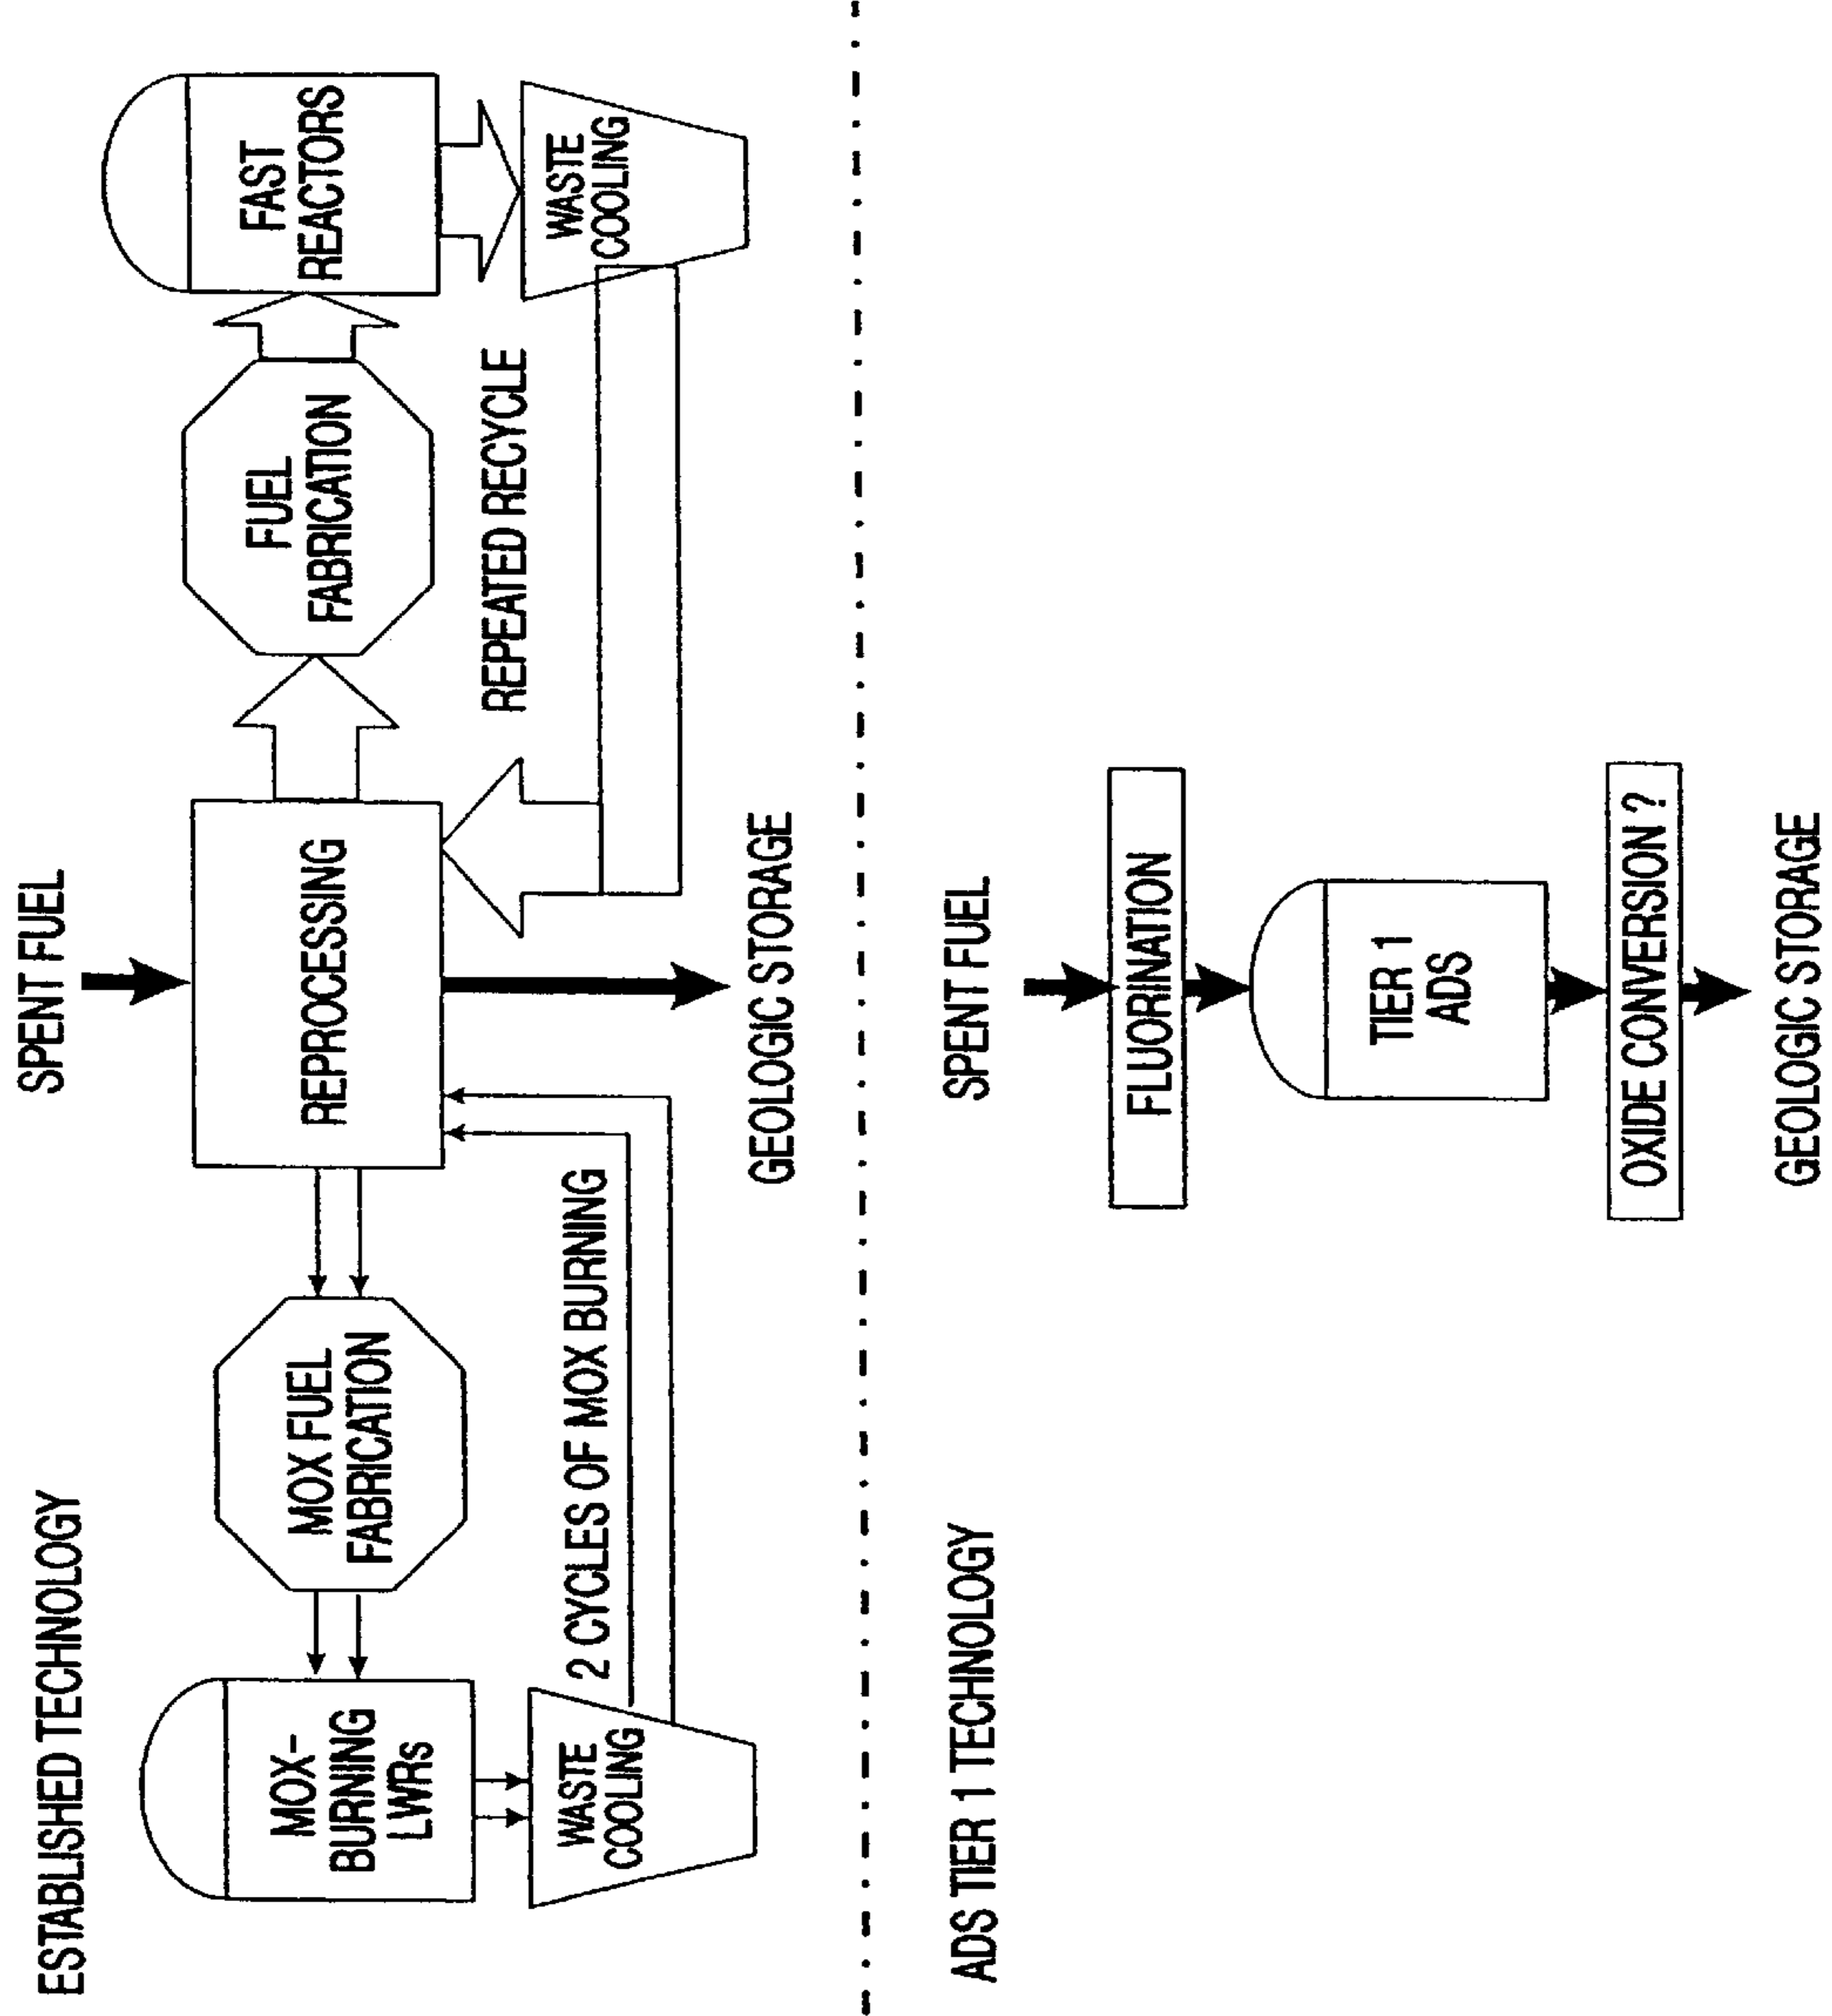 ESTABLISHED TECHNOLOGY
SPENT FUEL
MOX-
BURNING
LWRs
MOX FUEL
FABRICATION
REPROCESSING
FUEL
FABRICATION
FAST
REACTORS
WASTE
COOLING
2 CYCLES OF MOX BURNING
REPEATED RECYCLE
WASTE
COOLING
GEOLOGIC STORAGE
ADS TIER 1 TECHNOLOGY
SPENT FUEL
FLUORINATION
TIER 1
ADS
OXIDE CONVERSION ?
GEOLOGIC STORAGE